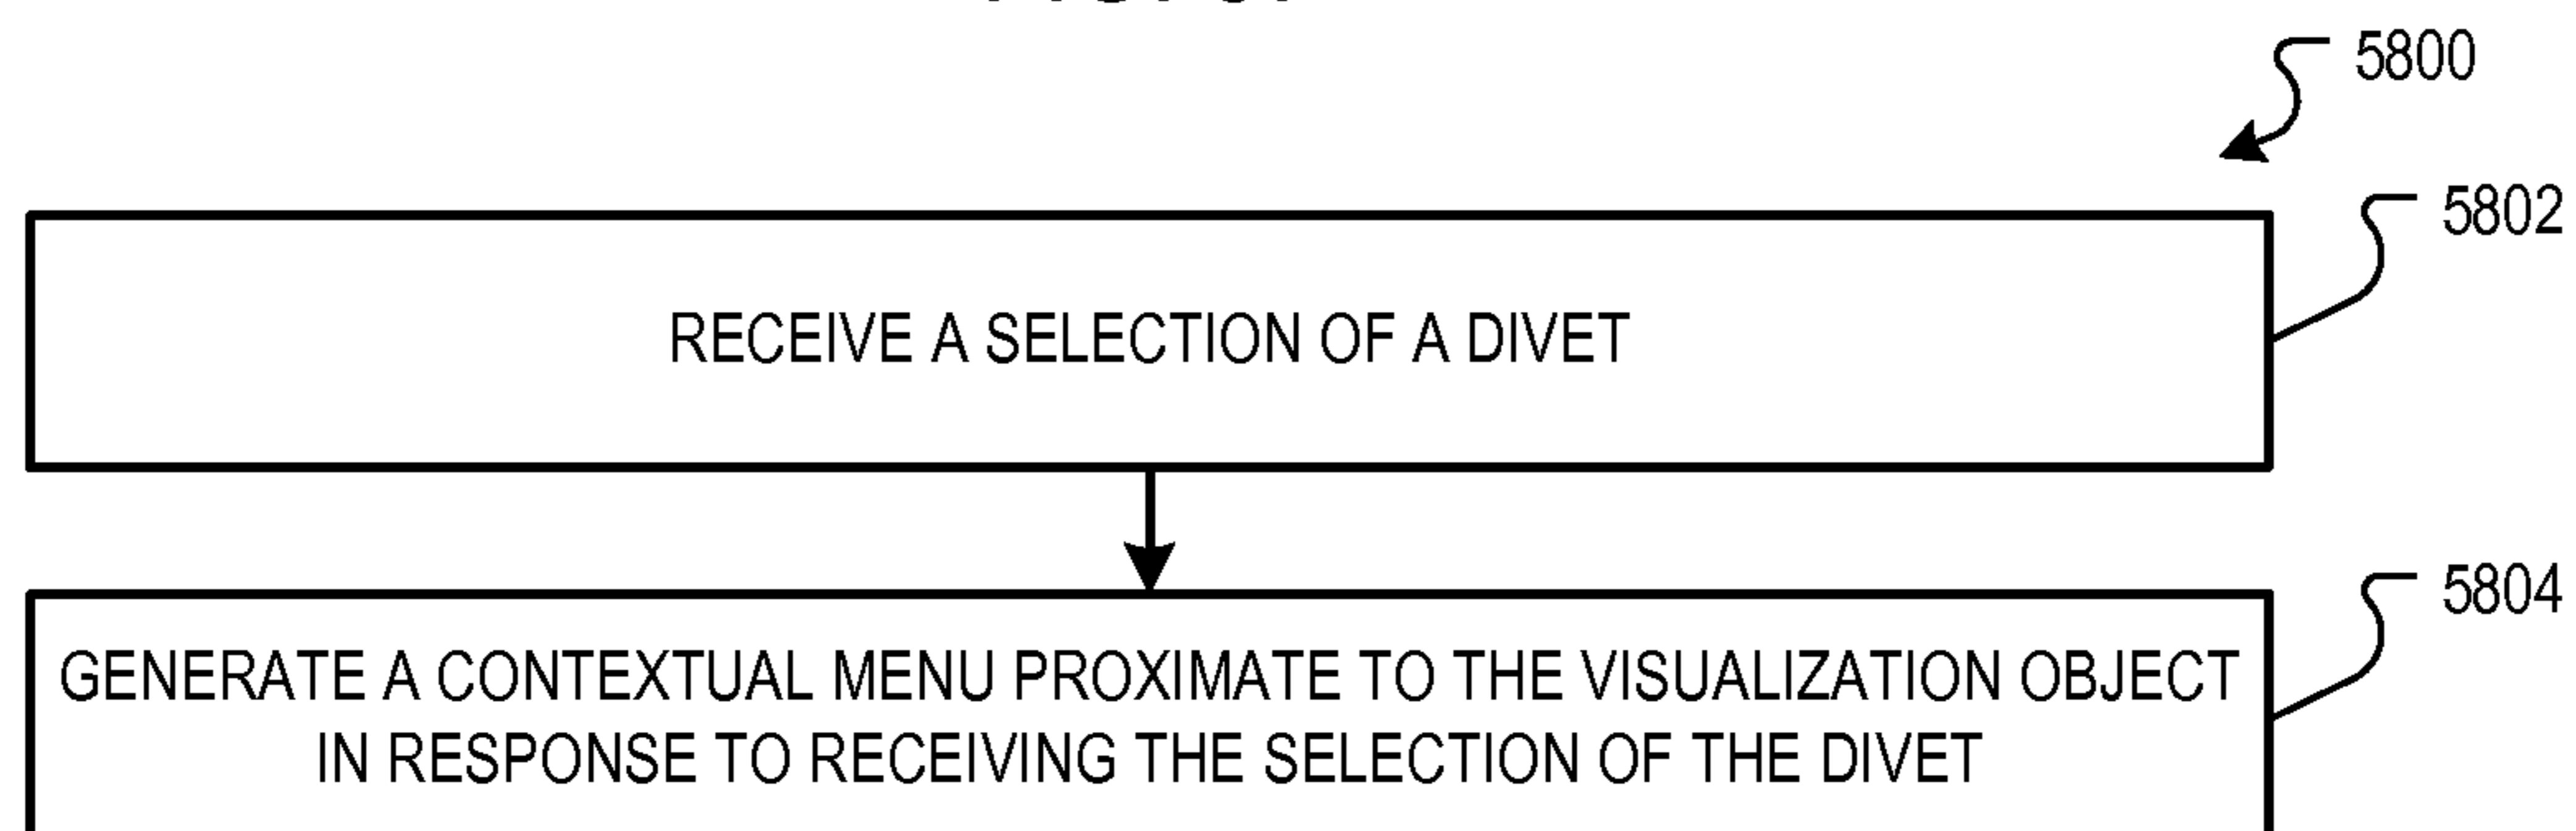 5800
5802
RECEIVE A SELECTION OF A DIVET
5804
GENERATE A CONTEXTUAL MENU PROXIMATE TO THE VISUALIZATION OBJECT
IN RESPONSE TO RECEIVING THE SELECTION OF THE DIVET